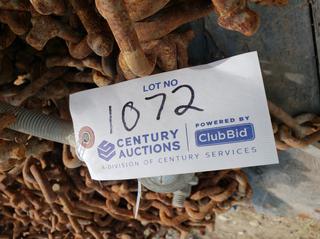 LOT NO
1072
CENTURY
AUCTIONS
A DIVISION OF CENTURY SERVICES
POWERED BY
ClubBid